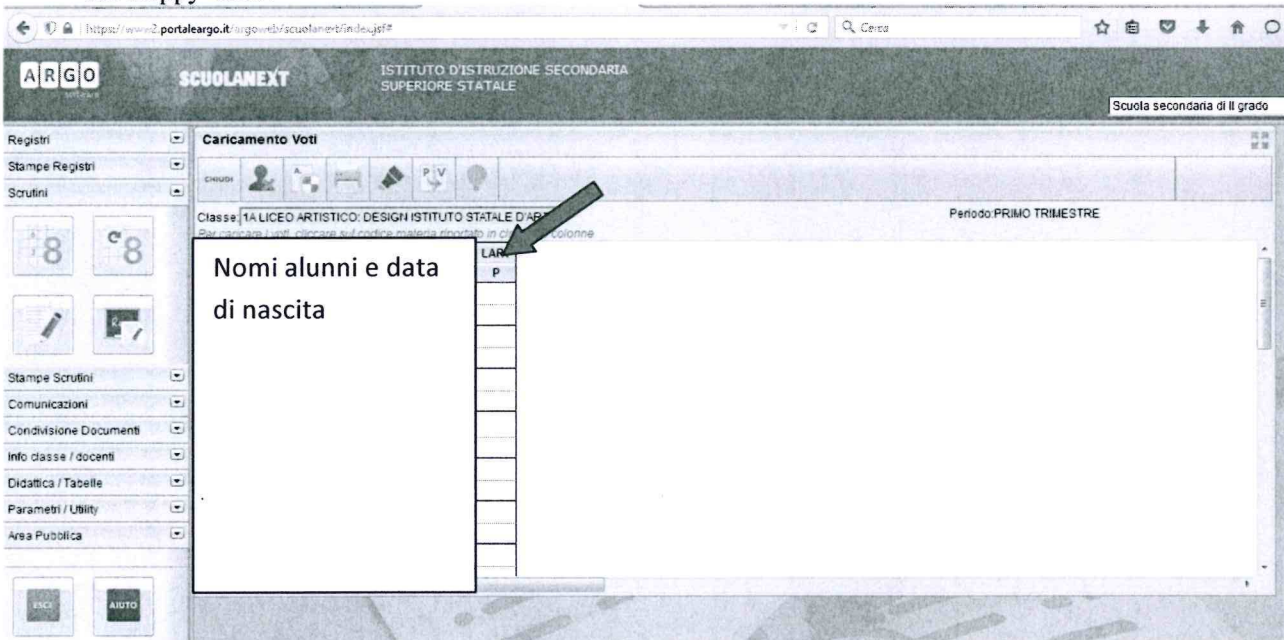 https://www2.portaleargo.it/argoweb/scuolanext/index.jsf#
Cerca
ARGO
SCUOLANEXT
ISTITUTO D'ISTRUZIONE SECONDARIA
SUPERIORE STATALE
Scuola secondaria di II grado
Registri
Stampe Registri
Scrutini
Stampe Scrutini
Comunicazioni
Condivisione Documenti
Info classe / docenti
Didattica / Tabelle
Parametri / Utility
Area Pubblica
ESCI
AIUTO
Caricamento Voti
CHIUDI
P V
Classe: 1A LICEO ARTISTICO: DESIGN ISTITUTO STATALE D'AR
Periodo:PRIMO TRIMESTRE
Per caricare i voti, cliccare sul codice materia riportato in colonne
LAR
P
Nomi alunni e data
di nascita